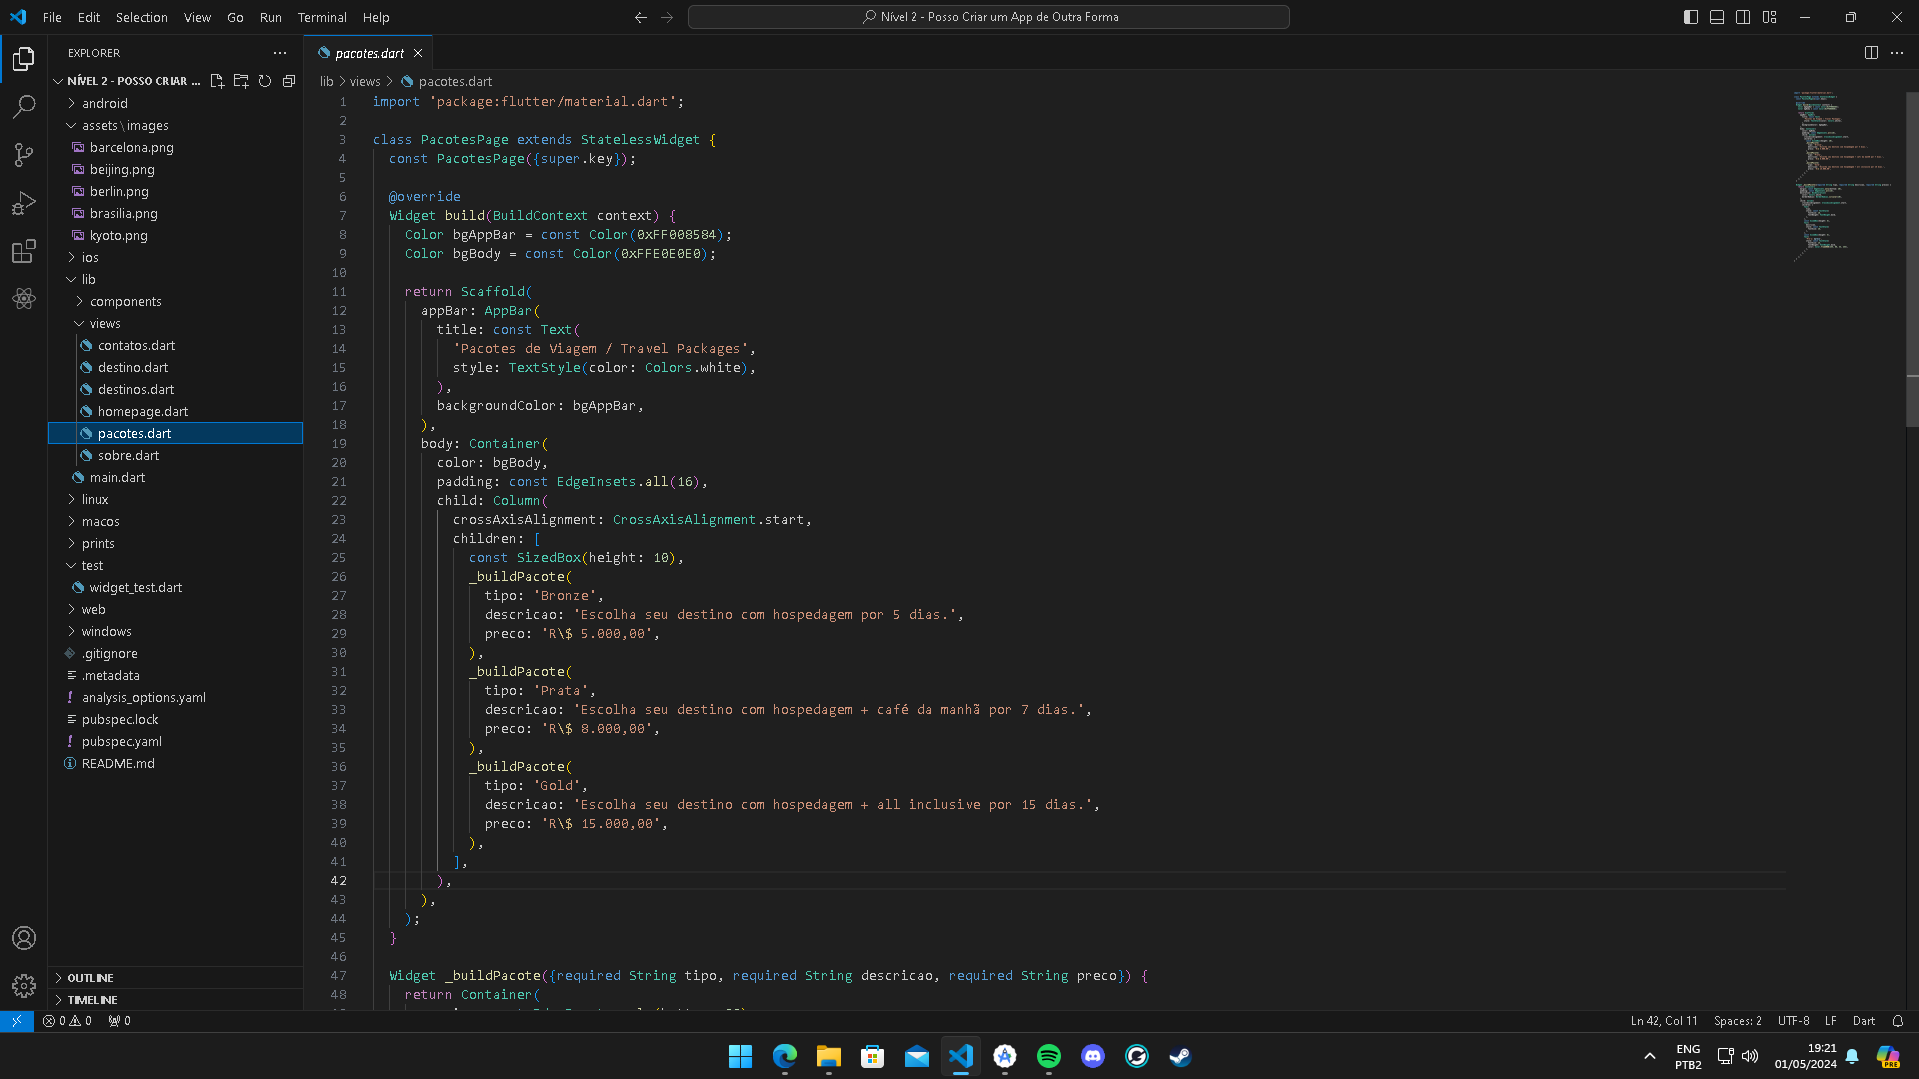 File Edit Selection View Go Run Terminal Help
Nível 2 - Posso Criar um App de Outra Forma
EXPLORER
NÍVEL 2 - POSSO CRIAR ...
android
assets\images
barcelona.png
beijing.png
berlin.png
brasilia.png
kyoto.png
ios
lib
components
views
contatos.dart
destino.dart
destinos.dart
homepage.dart
pacotes.dart
sobre.dart
main.dart
linux
macos
prints
test
widget_test.dart
web
windows
.gitignore
.metadata
analysis_options.yaml
pubspec.lock
pubspec.yaml
README.md
OUTLINE
TIMELINE
pacotes.dart
lib > views > pacotes.dart
1 import 'package:flutter/material.dart';
2
3 class PacotesPage extends StatelessWidget {
4 const PacotesPage({super.key});
5
6 @override
7 Widget build(BuildContext context) {
8 Color bgAppBar = const Color(0xFF008584);
9 Color bgBody = const Color(0xFFE0E0E0);
10
11 return Scaffold(
12 appBar: AppBar(
13 title: const Text(
14 'Pacotes de Viagem / Travel Packages',
15 style: TextStyle(color: Colors.white),
16 ),
17 backgroundColor: bgAppBar,
18 ),
19 body: Container(
20 color: bgBody,
21 padding: const EdgeInsets.all(16),
22 child: Column(
23 crossAxisAlignment: CrossAxisAlignment.start,
24 children: [
25 const SizedBox(height: 10),
26 _buildPacote(
27 tipo: 'Bronze',
28 descricao: 'Escolha seu destino com hospedagem por 5 dias.',
29 preco: 'R\$ 5.000,00',
30 ),
31 _buildPacote(
32 tipo: 'Prata',
33 descricao: 'Escolha seu destino com hospedagem + café da manhã por 7 dias.',
34 preco: 'R\$ 8.000,00',
35 ),
36 _buildPacote(
37 tipo: 'Gold',
38 descricao: 'Escolha seu destino com hospedagem + all inclusive por 15 dias.',
39 preco: 'R\$ 15.000,00',
40 ),
41 ],
42 ),
43 ),
44 );
45 }
46
47 Widget _buildPacote({required String tipo, required String descricao, required String preco}) {
48 return Container(
0 0 0
Ln 42, Col 11 Spaces: 2 UTF-8 LF Dart
ENG
PTB2
19:21
01/05/2024
PRE